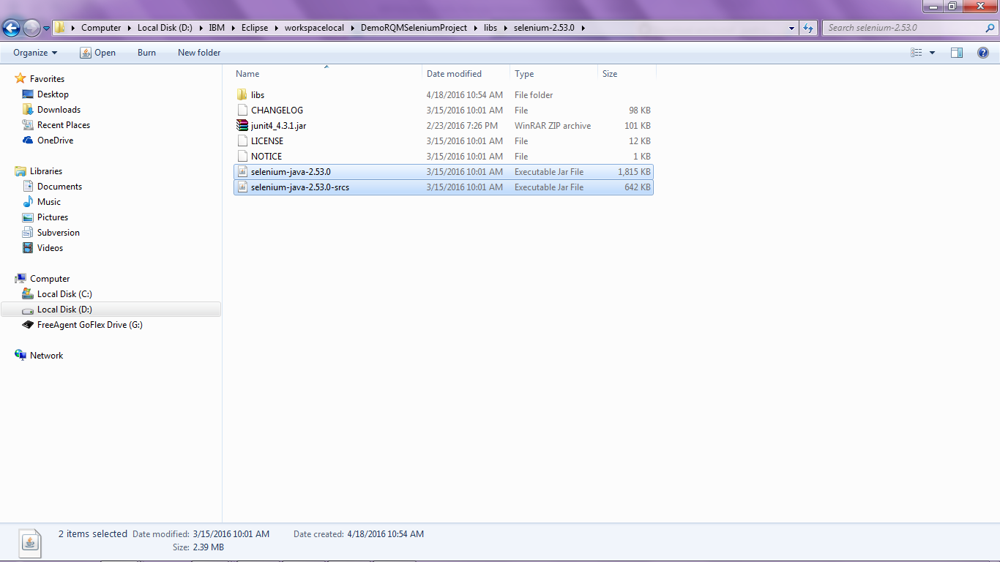 Computer Local Disk (D:) IBM Eclipse workspacelocal DemoRQMSeleniumProject libs selenium-2.53.0 Search selenium-2.53.0
Organize Open Burn New folder
Favorites
Desktop
Downloads
Recent Places
OneDrive
Libraries
Documents
Music
Pictures
Subversion
Videos
Computer
Local Disk (C:)
Local Disk (D:)
FreeAgent GoFlex Drive (G:)
Network
Name Date modified Type Size
libs 4/18/2016 10:54 AM File folder
CHANGELOG 3/15/2016 10:01 AM File 98 KB
junit4_4.3.1.jar 2/23/2016 7:26 PM WinRAR ZIP archive 101 KB
LICENSE 3/15/2016 10:01 AM File 12 KB
NOTICE 3/15/2016 10:01 AM File 1 KB
selenium-java-2.53.0 3/15/2016 10:01 AM Executable Jar File 1,815 KB
selenium-java-2.53.0-srcs 3/15/2016 10:01 AM Executable Jar File 642 KB
2 items selected Date modified: 3/15/2016 10:01 AM Date created: 4/18/2016 10:54 AM
Size: 2.39 MB